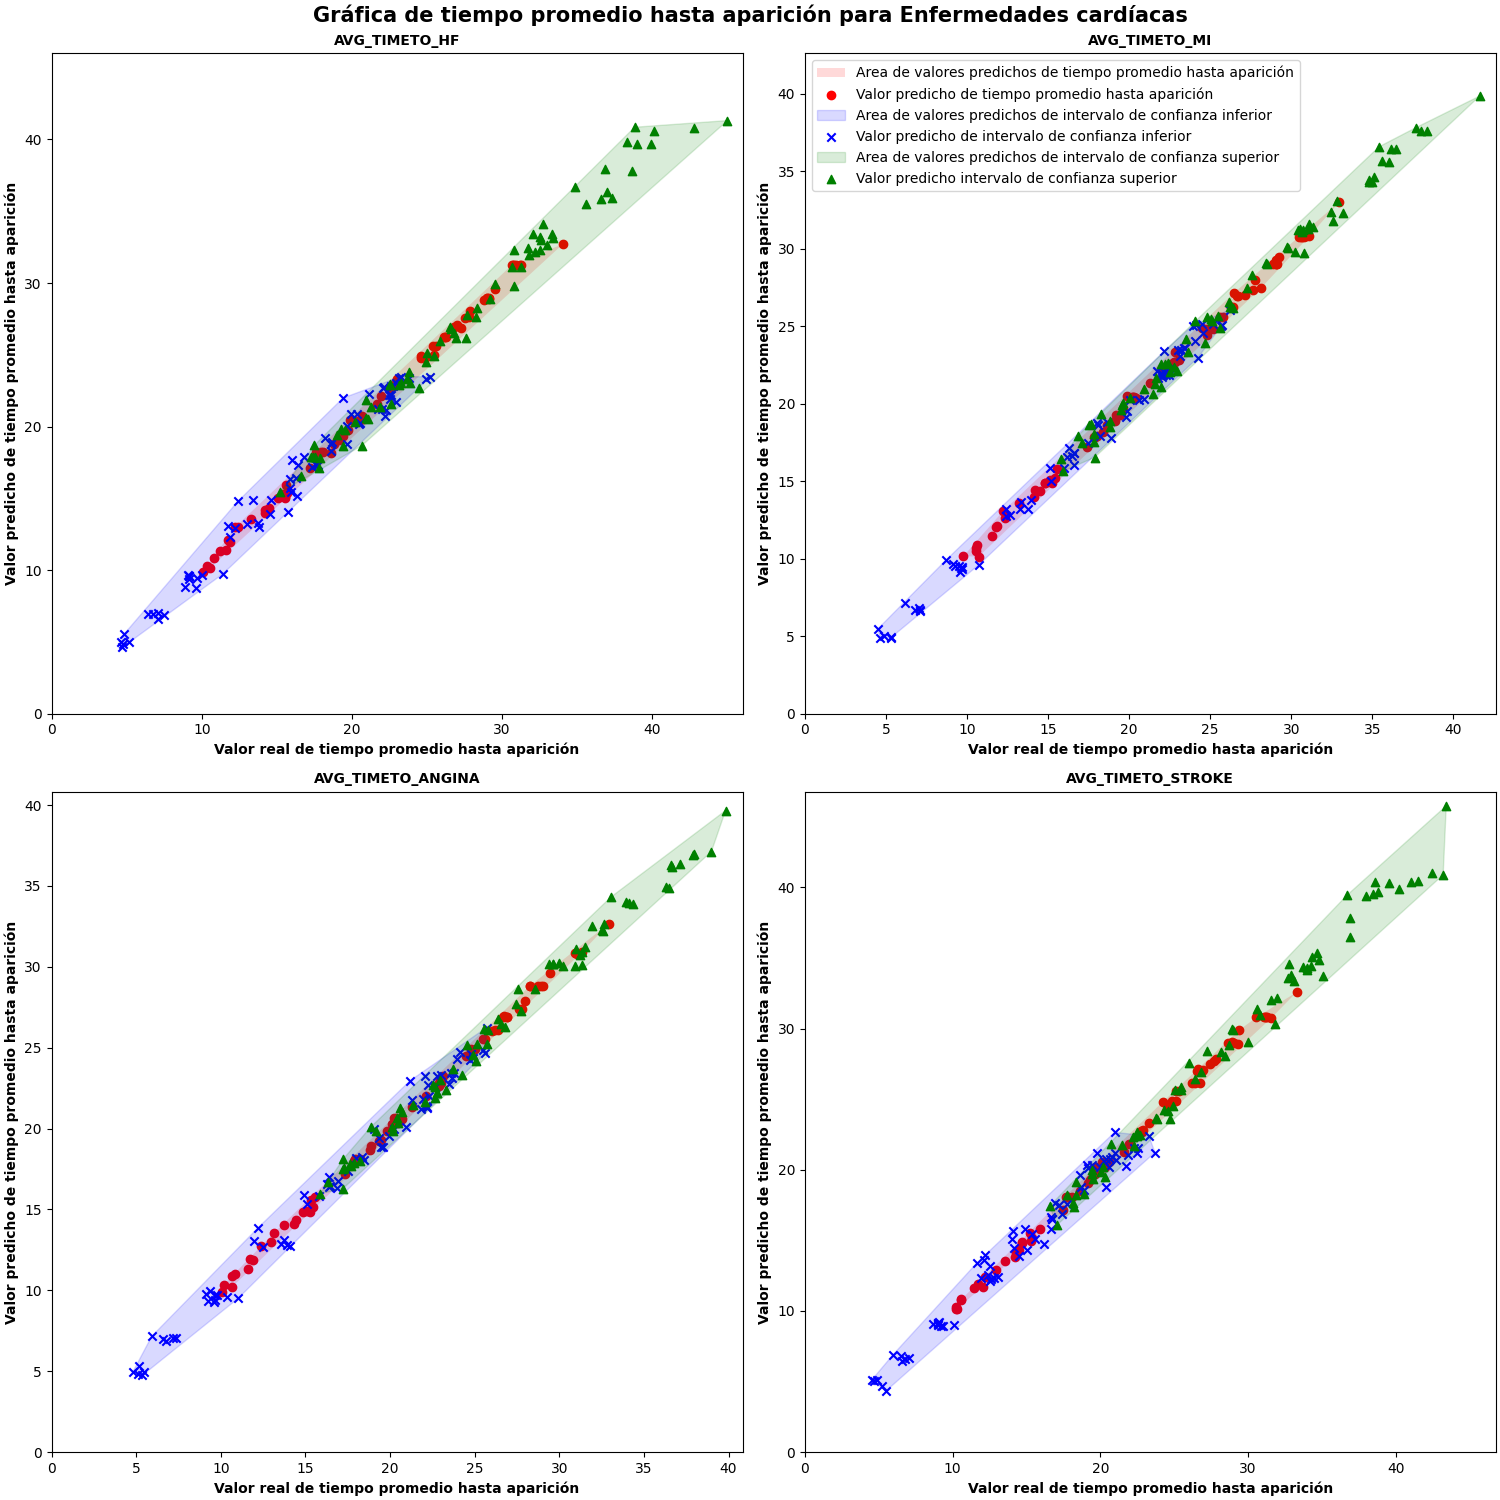 Gráfica de tiempo promedio hasta aparición para Enfermedades cardíacas
AVG_TIMETO_HF
Valor predicho de tiempo promedio hasta aparición
40
30
20
10
0
0 10 20 30 40
Valor real de tiempo promedio hasta aparición
AVG_TIMETO_MI
Area de valores predichos de tiempo promedio hasta aparición
Valor predicho de tiempo promedio hasta aparición
Area de valores predichos de intervalo de confianza inferior
Valor predicho de intervalo de confianza inferior
Area de valores predichos de intervalo de confianza superior
Valor predicho intervalo de confianza superior
Valor predicho de tiempo promedio hasta aparición
40
35
30
25
20
15
10
5
0
0 5 10 15 20 25 30 35 40
Valor real de tiempo promedio hasta aparición
AVG_TIMETO_ANGINA
Valor predicho de tiempo promedio hasta aparición
40
35
30
25
20
15
10
5
0
0 5 10 15 20 25 30 35 40
Valor real de tiempo promedio hasta aparición
AVG_TIMETO_STROKE
Valor predicho de tiempo promedio hasta aparición
40
30
20
10
0
0 10 20 30 40
Valor real de tiempo promedio hasta aparición